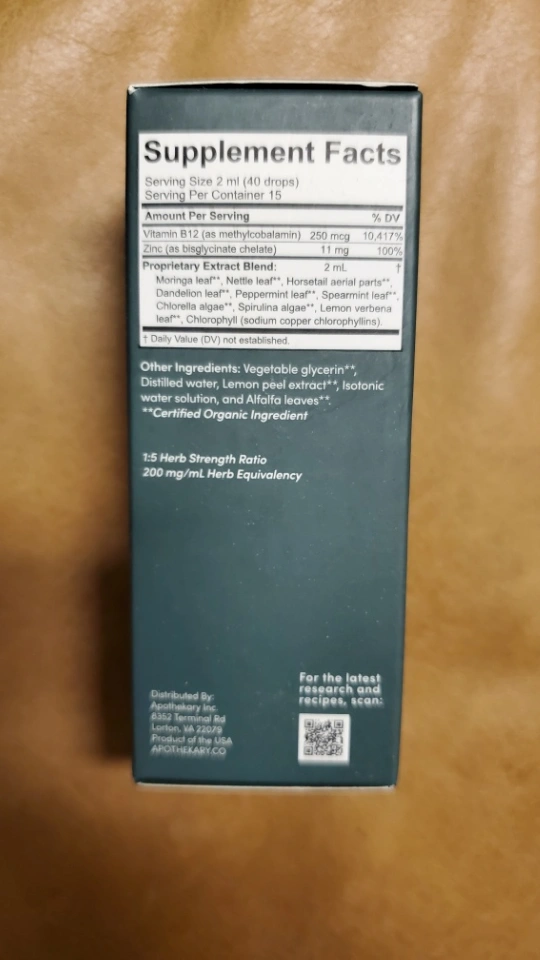 Supplement Facts
Serving Size 2 ml (40 drops)
Serving Per Container 15
Amount Per Serving % DV
Vitamin B12 (as methylcobalamin) 250 mcg 10,417%
Zinc (as bisglycinate chelate) 11 mg 100%
Proprietary Extract Blend: 2 mL †
Moringa leaf**, Nettle leaf**, Horsetail aerial parts**,
Dandelion leaf**, Peppermint leaf**, Spearmint leaf**,
Chlorella algae**, Spirulina algae**, Lemon verbena
leaf**, Chlorophyll (sodium copper chlorophyllins).
† Daily Value (DV) not established.
Other Ingredients: Vegetable glycerin**,
Distilled water, Lemon peel extract**, Isotonic
water solution, and Alfalfa leaves**.
**Certified Organic Ingredient
1:5 Herb Strength Ratio
200 mg/mL Herb Equivalency
For the latest
research and
recipes, scan:
Distributed By:
Apothekary Inc.
8352 Terminal Rd
Lorton, VA 22079
Product of the USA
APOTHEKARY.CO